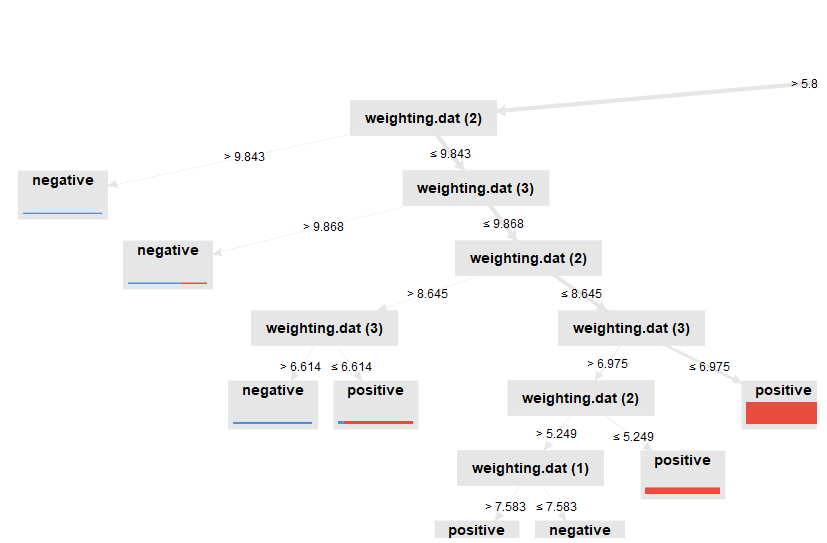 > 5.8
weighting.dat (2)
> 9.843
≤ 9.843
negative
weighting.dat (3)
> 9.868
≤ 9.868
negative
weighting.dat (2)
> 8.645
≤ 8.645
weighting.dat (3)
weighting.dat (3)
> 6.614
≤ 6.614
> 6.975
≤ 6.975
negative
positive
weighting.dat (2)
positive
> 5.249
≤ 5.249
weighting.dat (1)
positive
> 7.583
≤ 7.583
positive
negative